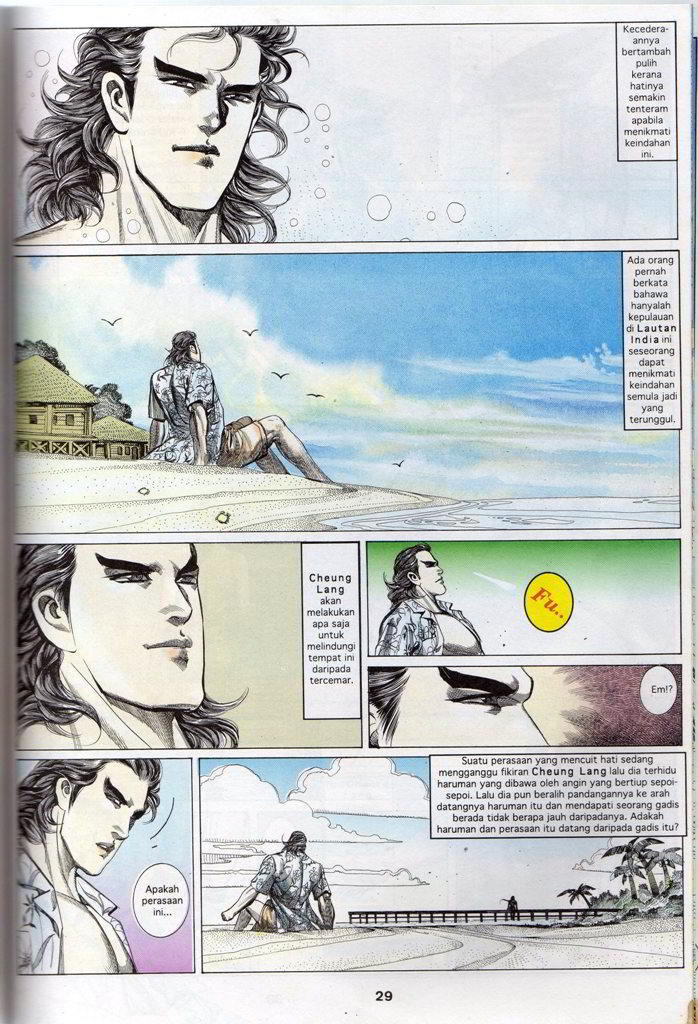 Kecedera-
annya
bertambah
pulih
kerana
hatinya
semakin
tenteram
apabila
menikmati
keindahan
ini.
Ada orang
pernah
berkata
bahawa
hanyalah
kepulauan
di Lautan
India ini
seseorang
dapat
menikmati
keindahan
semula jadi
yang
terunggul.
Cheung
Lang
akan
melakukan
apa saja
untuk
melindungi
tempat ini
daripada
tercemar.
Fu..
Em!?
Apakah
perasaan
ini...
Suatu perasaan yang mencuit hati sedang
mengganggu fikiran Cheung Lang lalu dia terhidu
haruman yang dibawa oleh angin yang bertiup sepoi-
sepoi. Lalu dia pun beralih pandangannya ke arah
datangnya haruman itu dan mendapati seorang gadis
berada tidak berapa jauh daripadanya. Adakah
haruman dan perasaan itu datang daripada gadis itu?
29